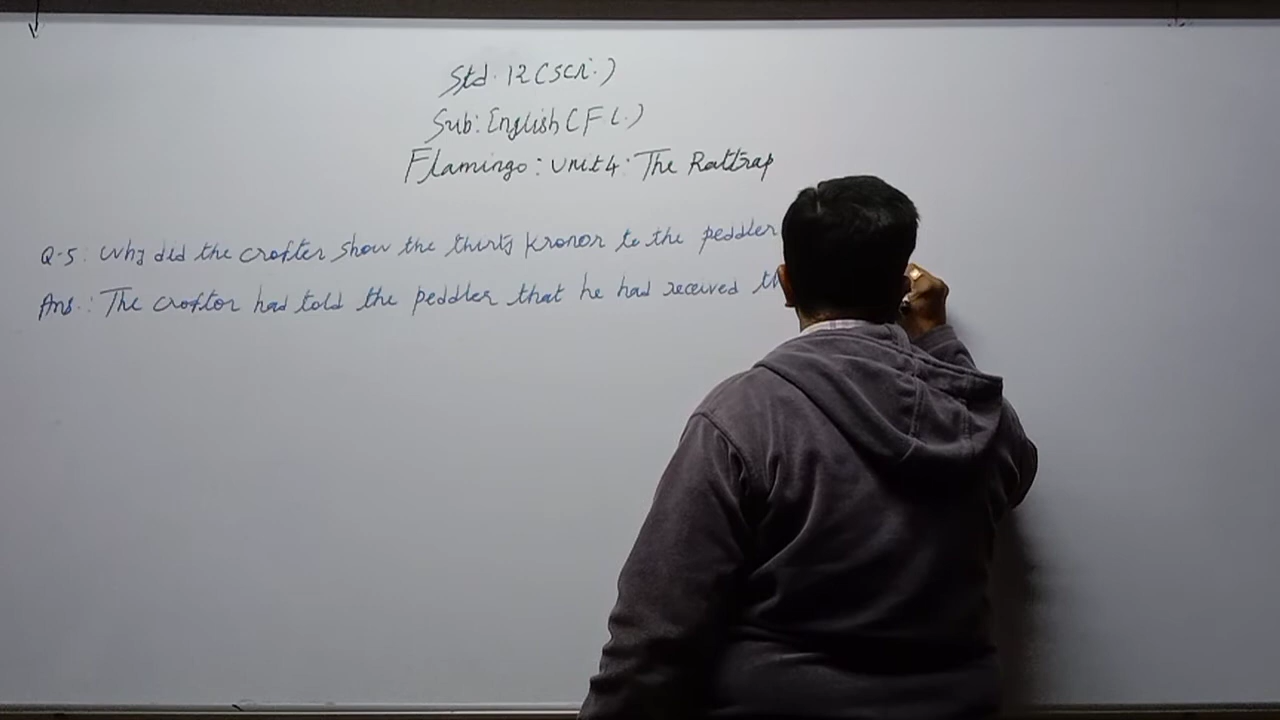 Std. 12 (Sci.)
Sub: English (F L.)
Flamingo: Unit 4: The Rattrap
Q-5: Why did the crofter show the thirty kronor to the peddler
Ans.: The croftor had told the peddler that he had received